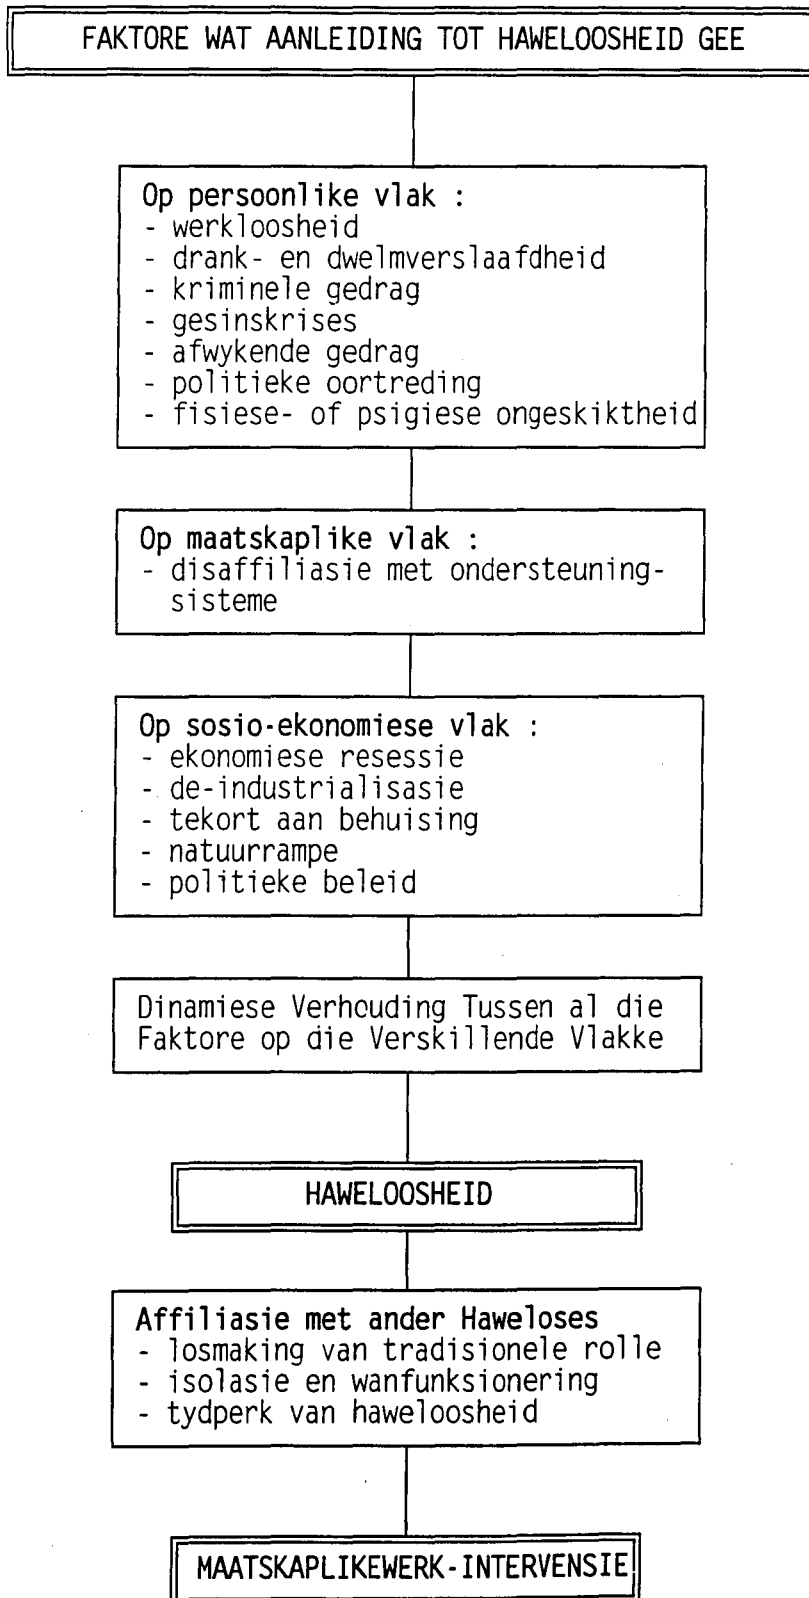 FAKTORE WAT AANLEIDING TOT HAWELOOSHEID GEE
Op persoonlike vlak :
- werkloosheid
- drank- en dwelmverslaafdheid
- kriminele gedrag
- gesinskrises
- afwykende gedrag
- politieke oortreding
- fisiese- of psigiese ongeskiktheid
Op maatskaplike vlak :
- disaffiliasie met ondersteuning-
sisteme
Op sosio-ekonomiese vlak :
- ekonomiese resessie
- de-industrialisasie
- tekort aan behuising
- natuurrampe
- politieke beleid
Dinamiese Verhouding Tussen al die
Faktore op die Verskillende Vlakke
HAWELOOSHEID
Affiliasie met ander Haweloses
- losmaking van tradisionele rolle
- isolasie en wanfunksionering
- tydperk van haweloosheid
MAATSKAPLIKEWERK-INTERVENSIE